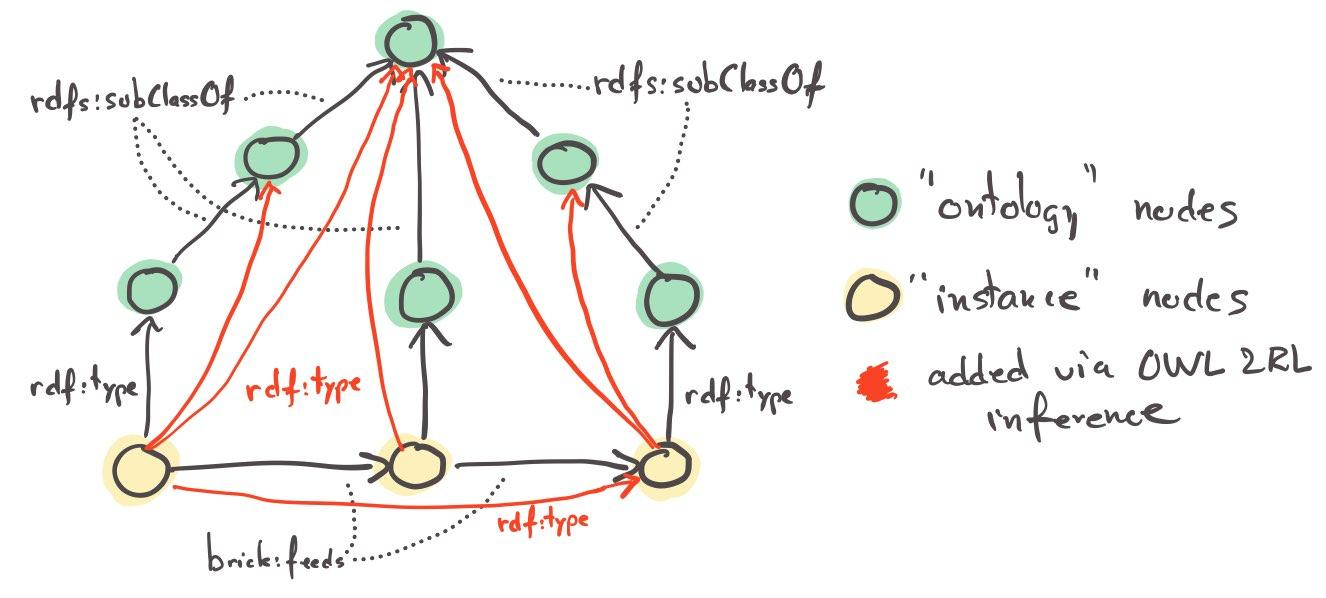 rdfs:subClassOf
rdfs:subClassOf
"ontology" nodes
"instance" nodes
added via OWL 2RL
inference
rdf:type
rdf:type
rdf:type
rdf:type
brick:feeds